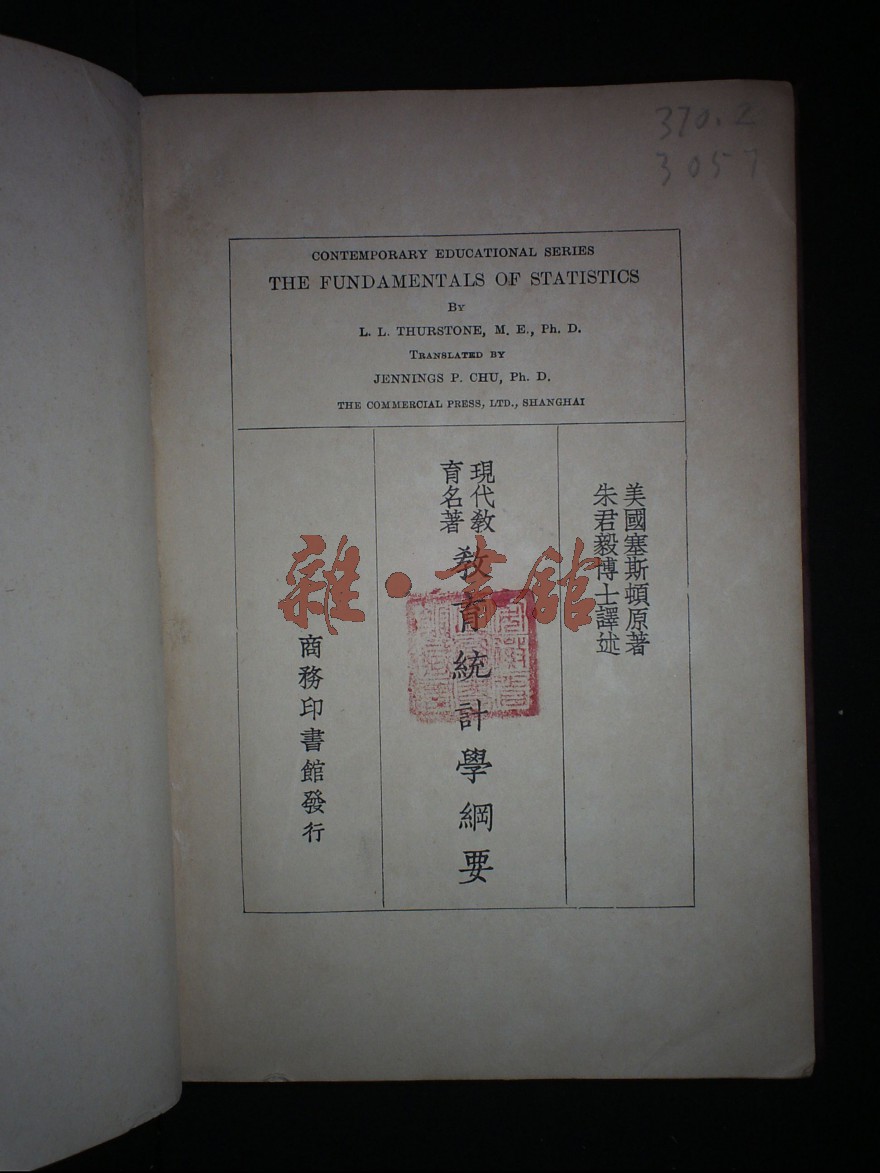 370.2
3057
CONTEMPORARY EDUCATIONAL SERIES
THE FUNDAMENTALS OF STATISTICS
BY
L. L. THURSTONE, M. E., Ph. D.
TRANSLATED BY
JENNINGS P. CHU, Ph. D.
THE COMMERCIAL PRESS, LTD., SHANGHAI
美國塞斯頓原著
朱君毅博士譯述
現代敎
育名著
敎育統計學綱要
商務印書館發行
雜·書館